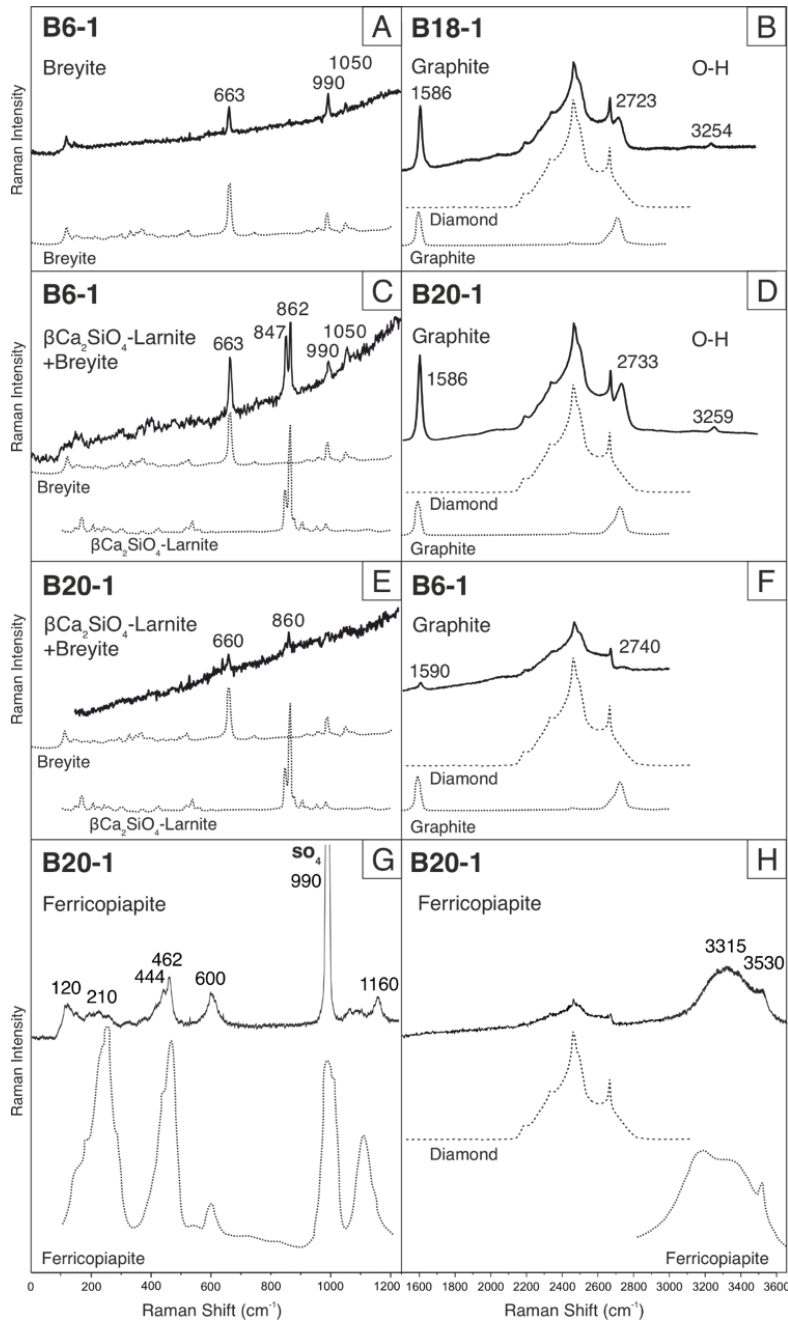 B6-1
A
Breyite
663
990
1050
Breyite
Raman Intensity
B18-1
B
Graphite
O-H
1586
2723
3254
Diamond
Graphite
B6-1
C
βCa₂SiO₄-Larnite
+Breyite
663
847
862
990
1050
Breyite
βCa₂SiO₄-Larnite
Raman Intensity
B20-1
D
Graphite
O-H
1586
2733
3259
Diamond
Graphite
B20-1
E
βCa₂SiO₄-Larnite
+Breyite
660
860
Breyite
βCa₂SiO₄-Larnite
Raman Intensity
B6-1
F
Graphite
1590
2740
Diamond
Graphite
B20-1
G
Ferricopiapite
so₄
990
120
210
444
462
600
1160
Ferricopiapite
Raman Intensity
0 200 400 600 800 1000 1200
Raman Shift (cm⁻¹)
B20-1
H
Ferricopiapite
3315
3530
Diamond
Ferricopiapite
1600 1800 2000 2200 2400 2600 2800 3000 3200 3400 3600
Raman Shift (cm⁻¹)